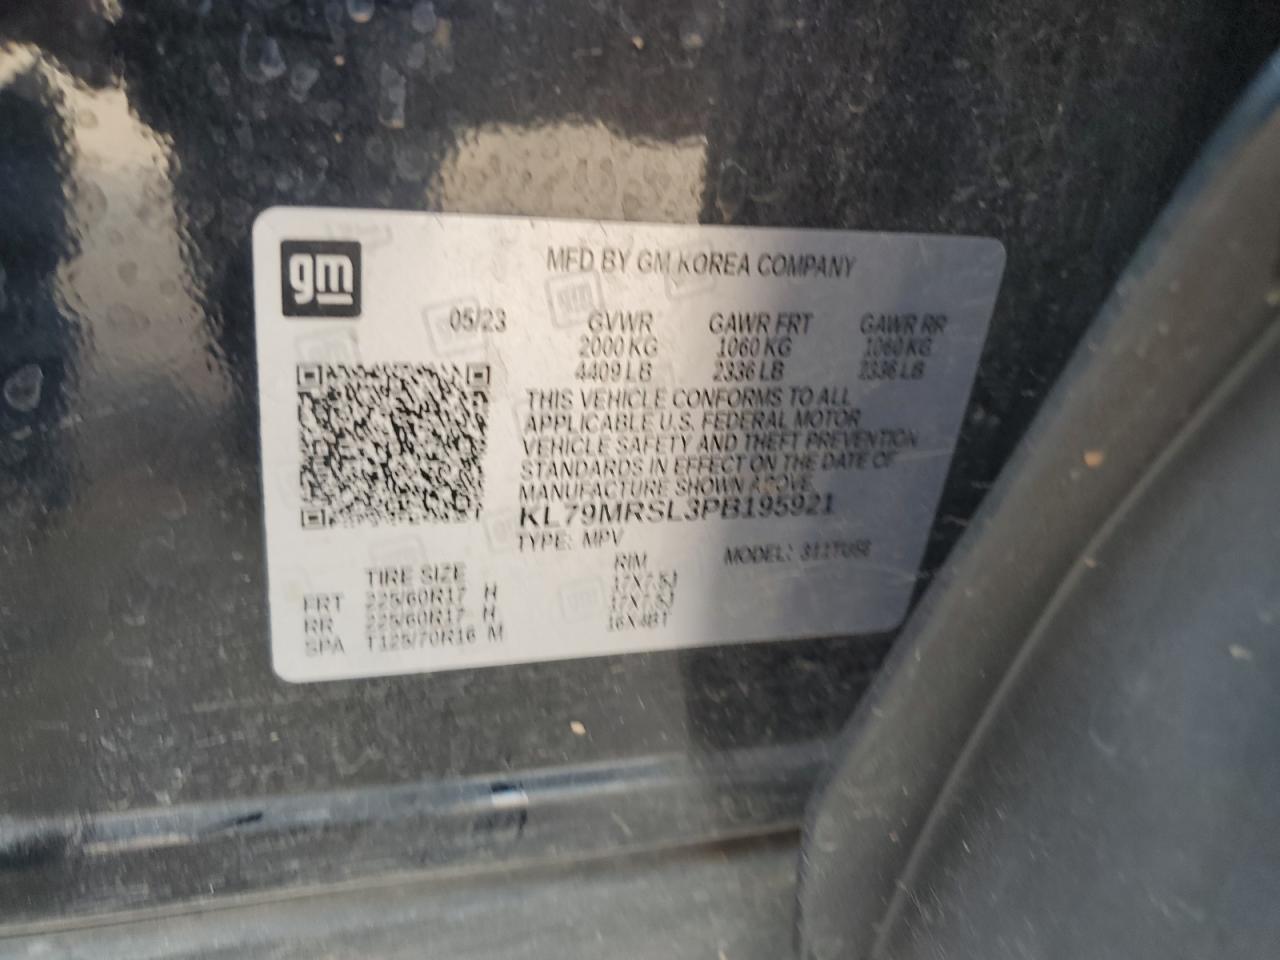 gm
MFD BY GM KOREA COMPANY
05/23 GVWR GAWR FRT GAWR RR
2000 KG 1060 KG 1060 KG
4409 LB 2336 LB 2336 LB
THIS VEHICLE CONFORMS TO ALL
APPLICABLE U.S. FEDERAL MOTOR
VEHICLE SAFETY AND THEFT PREVENTION
STANDARDS IN EFFECT ON THE DATE OF
MANUFACTURE SHOWN ABOVE.
KL79MRSL3PB195921
TYPE: MPV MODEL:
TIRE SIZE RIM
FRT 225/60R17 H 17X7.5J
RR 225/60R17 H 17X7.5J
SPA T125/70R16 M 16X4BT